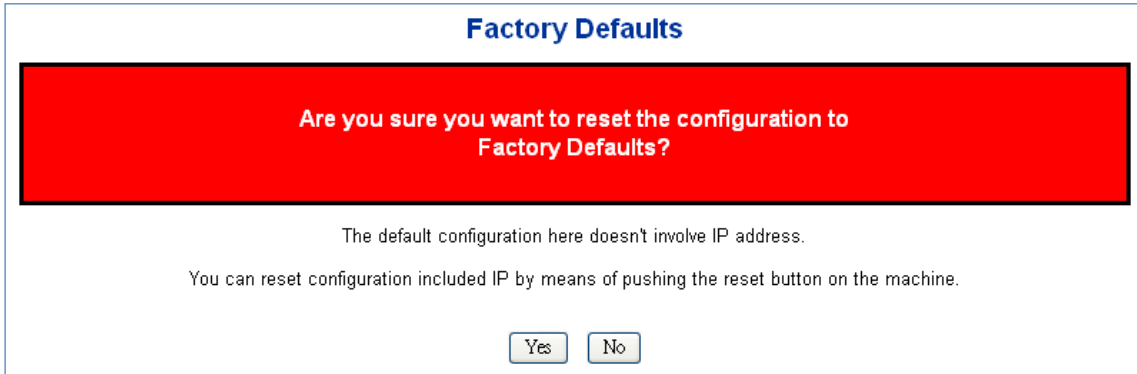 Factory Defaults
Are you sure you want to reset the configuration to
Factory Defaults?
The default configuration here doesn't involve IP address.
You can reset configuration included IP by means of pushing the reset button on the machine.
Yes No